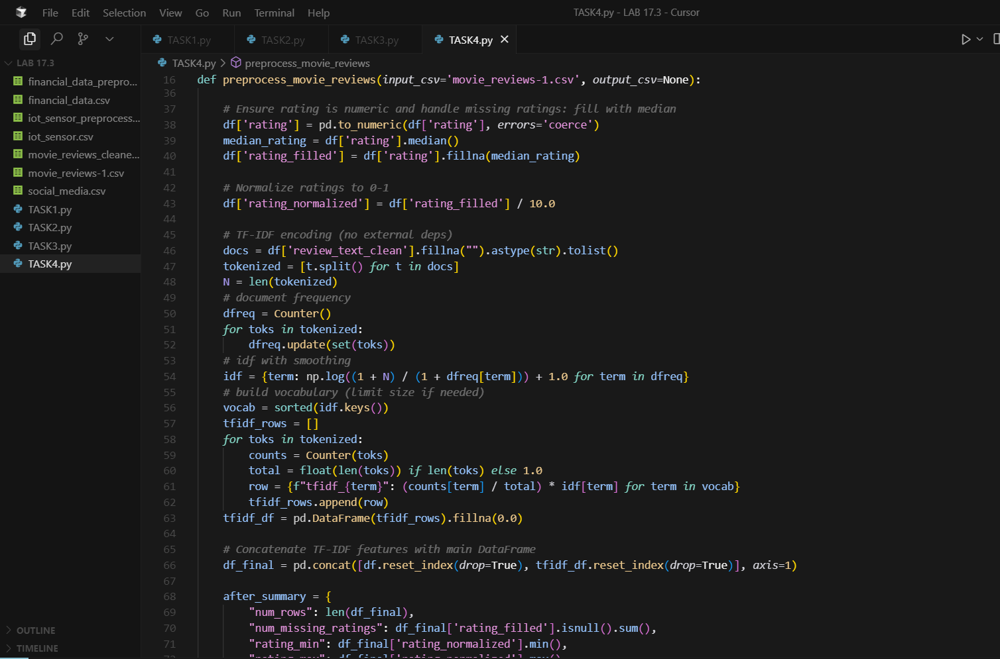 File Edit Selection View Go Run Terminal Help
TASK4.py - LAB 17.3 - Cursor
TASK1.py
TASK2.py
TASK3.py
TASK4.py
LAB 17.3
financial_data_prepro...
financial_data.csv
iot_sensor_preprocess...
iot_sensor.csv
movie_reviews_cleane...
movie_reviews-1.csv
social_media.csv
TASK1.py
TASK2.py
TASK3.py
TASK4.py
OUTLINE
TIMELINE
TASK4.py > preprocess_movie_reviews
16 def preprocess_movie_reviews(input_csv='movie_reviews-1.csv', output_csv=None):
36
37 # Ensure rating is numeric and handle missing ratings: fill with median
38 df['rating'] = pd.to_numeric(df['rating'], errors='coerce')
39 median_rating = df['rating'].median()
40 df['rating_filled'] = df['rating'].fillna(median_rating)
41
42 # Normalize ratings to 0-1
43 df['rating_normalized'] = df['rating_filled'] / 10.0
44
45 # TF-IDF encoding (no external deps)
46 docs = df['review_text_clean'].fillna("").astype(str).tolist()
47 tokenized = [t.split() for t in docs]
48 N = len(tokenized)
49 # document frequency
50 dfreq = Counter()
51 for toks in tokenized:
52 dfreq.update(set(toks))
53 # idf with smoothing
54 idf = {term: np.log((1 + N) / (1 + dfreq[term])) + 1.0 for term in dfreq}
55 # build vocabulary (limit size if needed)
56 vocab = sorted(idf.keys())
57 tfidf_rows = []
58 for toks in tokenized:
59 counts = Counter(toks)
60 total = float(len(toks)) if len(toks) else 1.0
61 row = {f"tfidf_{term}": (counts[term] / total) * idf[term] for term in vocab}
62 tfidf_rows.append(row)
63 tfidf_df = pd.DataFrame(tfidf_rows).fillna(0.0)
64
65 # Concatenate TF-IDF features with main DataFrame
66 df_final = pd.concat([df.reset_index(drop=True), tfidf_df.reset_index(drop=True)], axis=1)
67
68 after_summary = {
69 "num_rows": len(df_final),
70 "num_missing_ratings": df_final['rating_filled'].isnull().sum(),
71 "rating_min": df_final['rating_normalized'].min(),